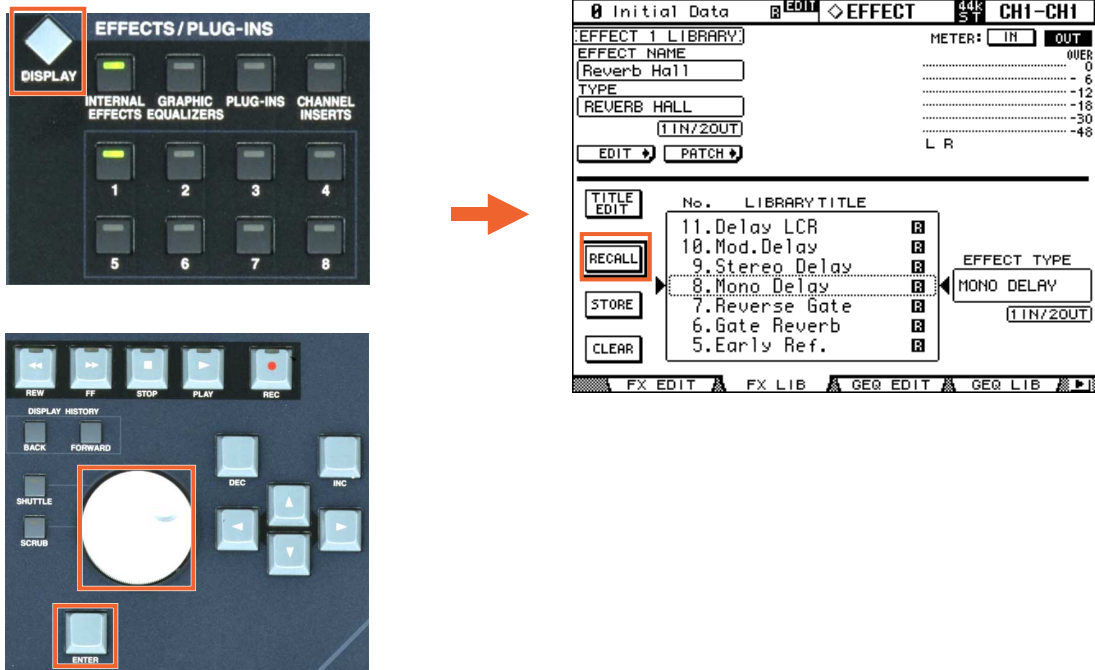 EFFECTS/PLUG-INS
DISPLAY
INTERNAL EFFECTS
GRAPHIC EQUALIZERS
PLUG-INS
CHANNEL INSERTS
1 2 3 4
5 6 7 8
REW FF STOP PLAY REC
DISPLAY HISTORY
BACK FORWARD
DEC INC
SHUTTLE
SCRUB
ENTER
0 Initial Data R EDIT ◇EFFECT 44k ST CH1-CH1
EFFECT 1 LIBRARY
METER: IN OUT
EFFECT NAME
Reverb Hall
TYPE
REVERB HALL
1IN/2OUT
EDIT PATCH
OVER
0
-6
-12
-18
-30
-48
L R
TITLE EDIT
RECALL
STORE
CLEAR
No. LIBRARY TITLE
11.Delay LCR R
10.Mod.Delay R
9.Stereo Delay R
8.Mono Delay R
7.Reverse Gate R
6.Gate Reverb R
5.Early Ref. R
EFFECT TYPE
MONO DELAY
1IN/2OUT
FX EDIT FX LIB GEQ EDIT GEQ LIB